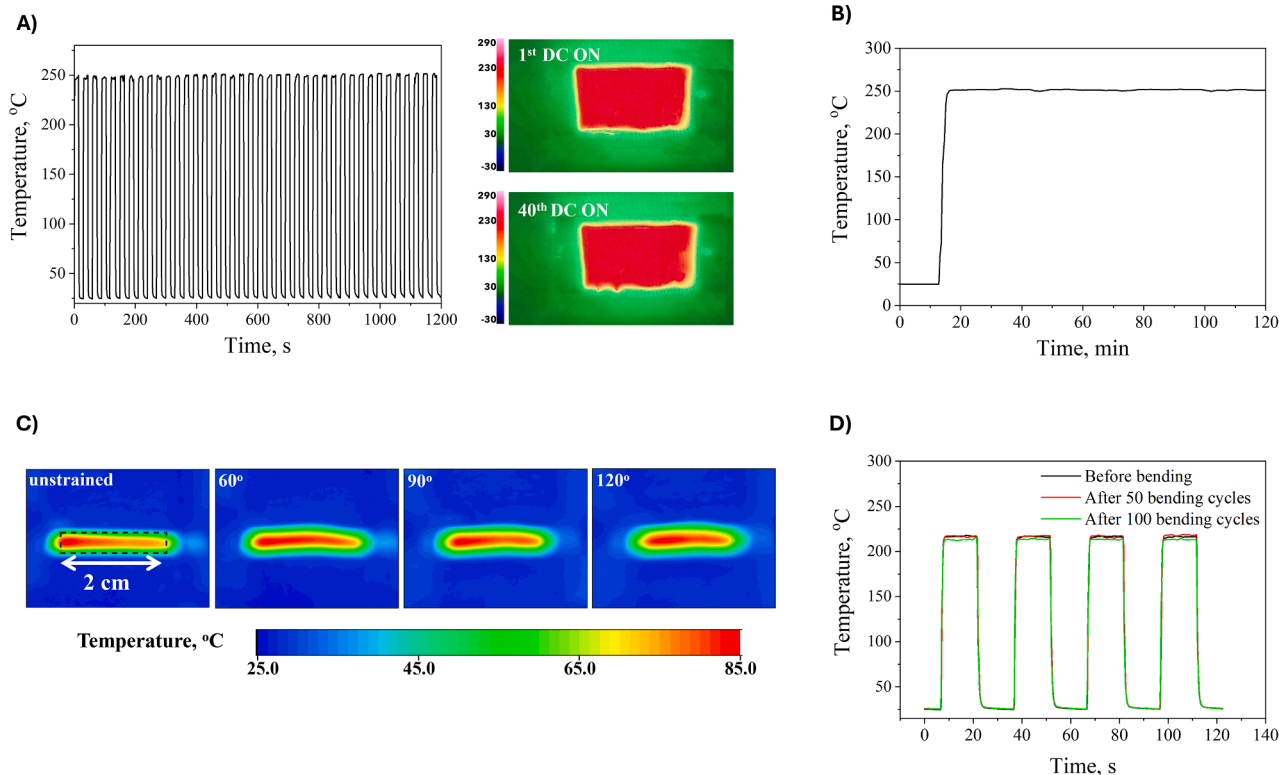 A)
Temperature, °C
250
200
150
100
50
0 200 400 600 800 1000 1200
Time, s
290
230
130
30
-30
1st DC ON
290
230
130
30
-30
40th DC ON
B)
Temperature, °C
300
250
200
150
100
50
0
0 20 40 60 80 100 120
Time, min
C)
unstrained
2 cm
60°
90°
120°
Temperature, °C
25.0 45.0 65.0 85.0
D)
Temperature, °C
300
250
200
150
100
50
Before bending
After 50 bending cycles
After 100 bending cycles
0 20 40 60 80 100 120 140
Time, s